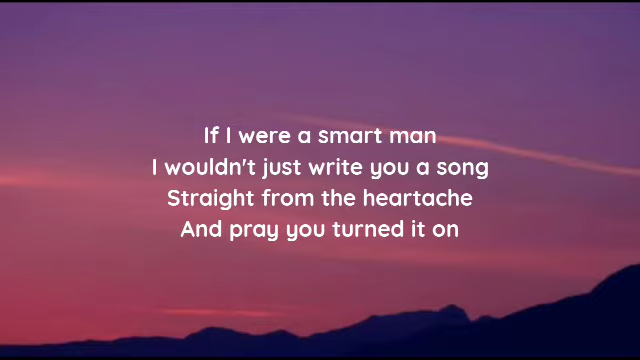 If I were a smart man
I wouldn't just write you a song
Straight from the heartache
And pray you turned it on